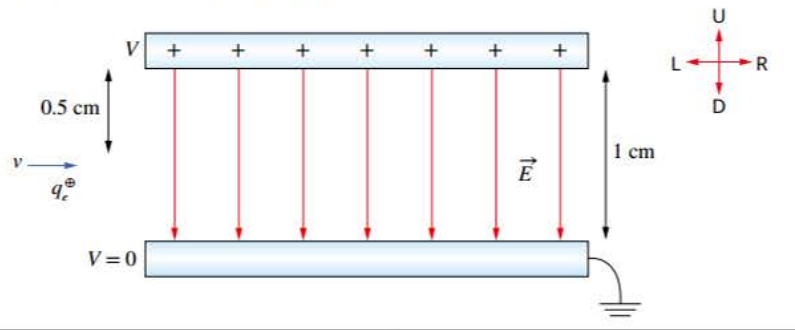 U
V + + + + + + +
L R
0.5 cm
D
1 cm
v
E
q_e^⊕
V = 0